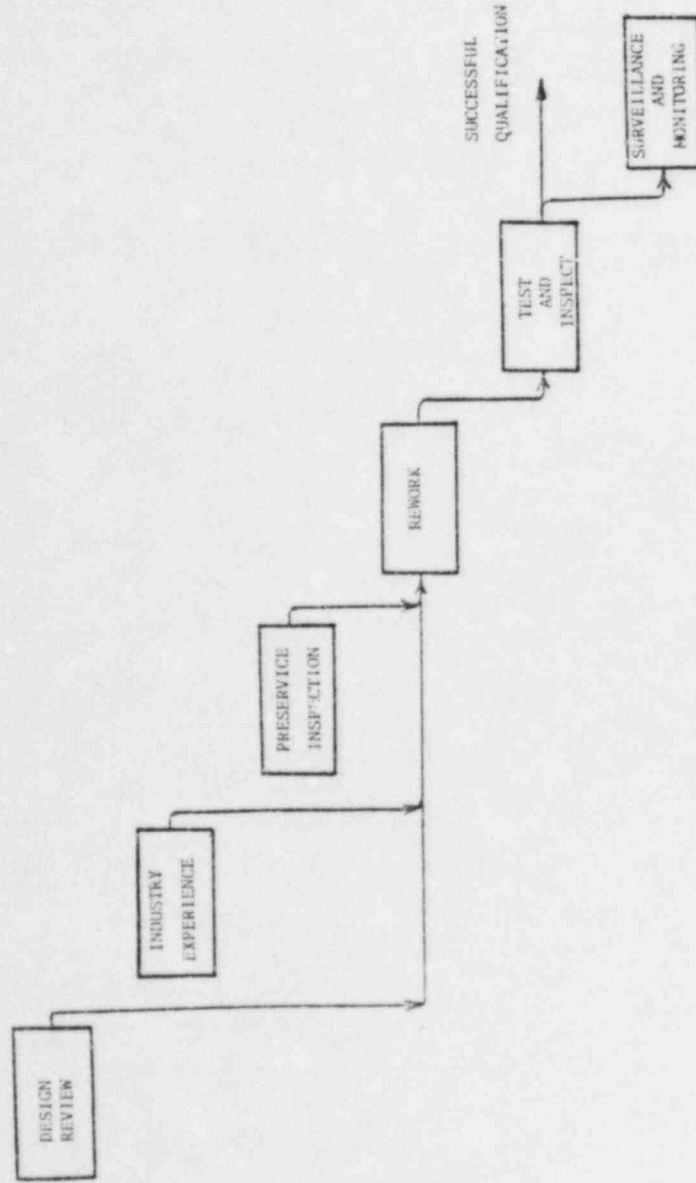 DESIGN
REVIEW
INDUSTRY
EXPERIENCE
PRESERVICE
INSPECTION
REWORK
TEST
AND
INSPECT
SUCCESSFUL
QUALIFICATION
SURVEILLANCE
AND
MONITORING